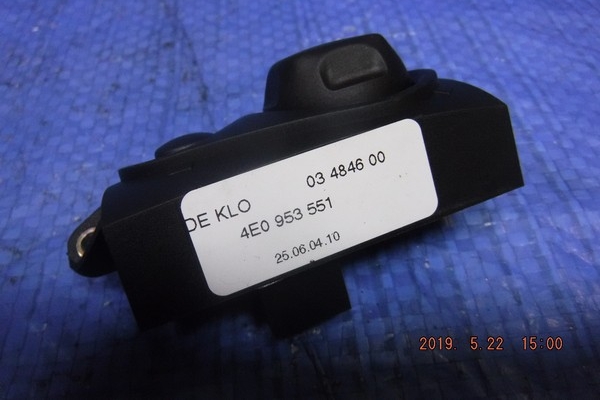 DE KLO 03 4846 00
4E0 953 551
25.06.04.10
2019. 5.22 15:00